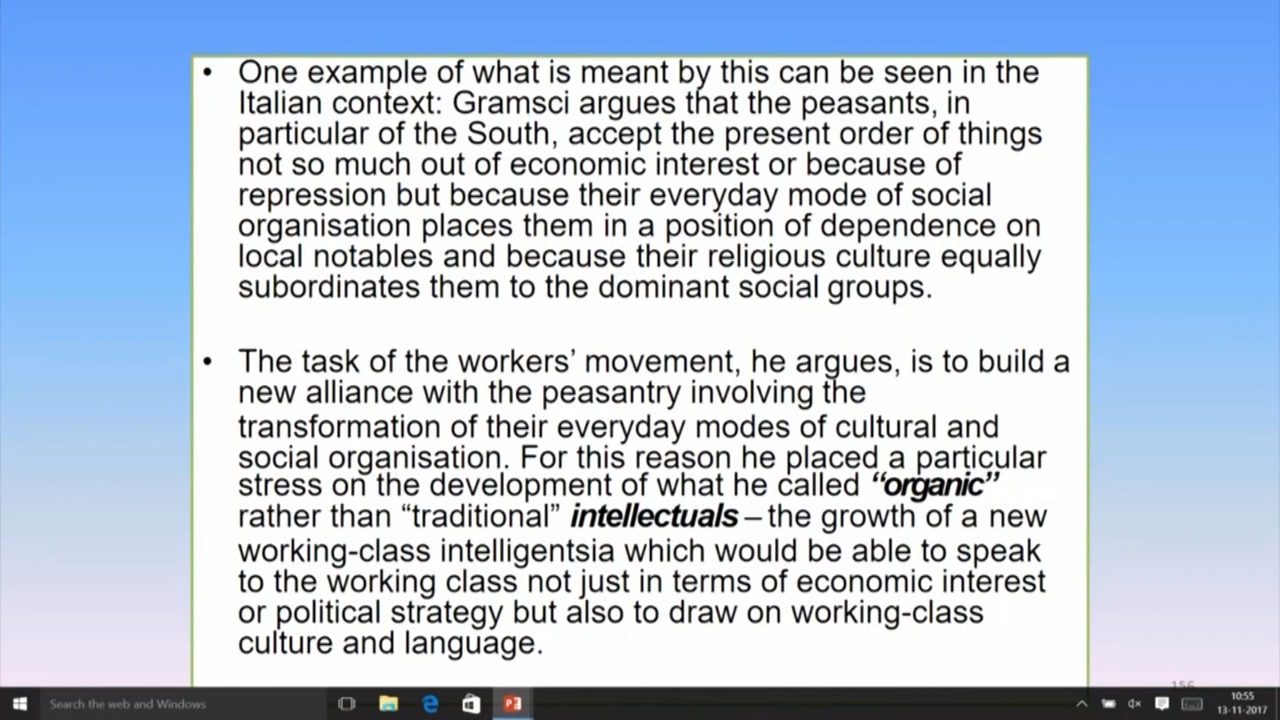 • One example of what is meant by this can be seen in the
Italian context: Gramsci argues that the peasants, in
particular of the South, accept the present order of things
not so much out of economic interest or because of
repression but because their everyday mode of social
organisation places them in a position of dependence on
local notables and because their religious culture equally
subordinates them to the dominant social groups.
• The task of the workers’ movement, he argues, is to build a
new alliance with the peasantry involving the
transformation of their everyday modes of cultural and
social organisation. For this reason he placed a particular
stress on the development of what he called “organic”
rather than “traditional” intellectuals – the growth of a new
working-class intelligentsia which would be able to speak
to the working class not just in terms of economic interest
or political strategy but also to draw on working-class
culture and language.
156
Search the web and Windows
10:55
13-11-2017